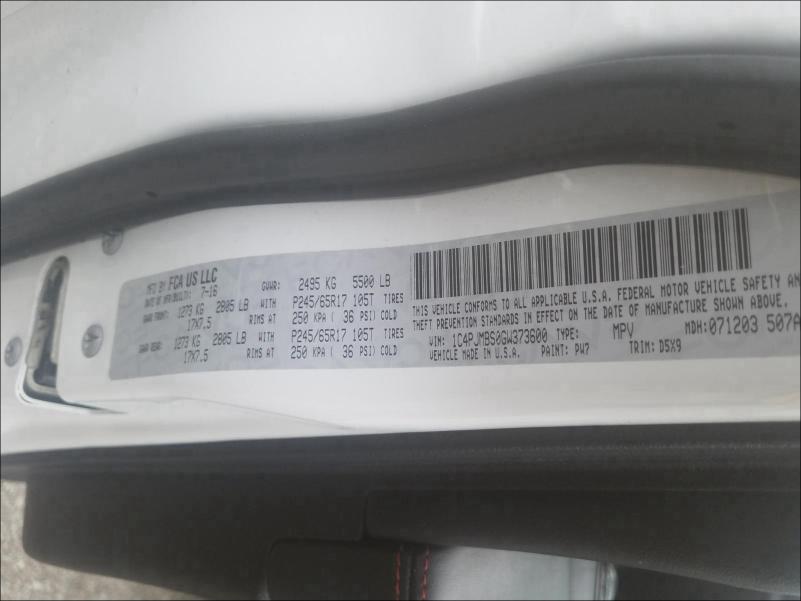 MFD BY FCA US LLC
DATE OF MFR(BUILT): 7-16 GVWR: 2495 KG 5500 LB
GAWR FRONT: 1273 KG 2805 LB WITH P245/65R17 105T TIRES
17X7.5 RIMS AT 250 KPA ( 36 PSI) COLD
GAWR REAR: 1273 KG 2805 LB WITH P245/65R17 105T TIRES
17X7.5 RIMS AT 250 KPA ( 36 PSI) COLD
THIS VEHICLE CONFORMS TO ALL APPLICABLE U.S.A. FEDERAL MOTOR VEHICLE SAFETY AN
THEFT PREVENTION STANDARDS IN EFFECT ON THE DATE OF MANUFACTURE SHOWN ABOVE.
VIN: 1C4PJMBS0GW373600 TYPE: MPV MDH: 071203 507A
VEHICLE MADE IN U.S.A. PAINT: PW7 TRIM: D5X9